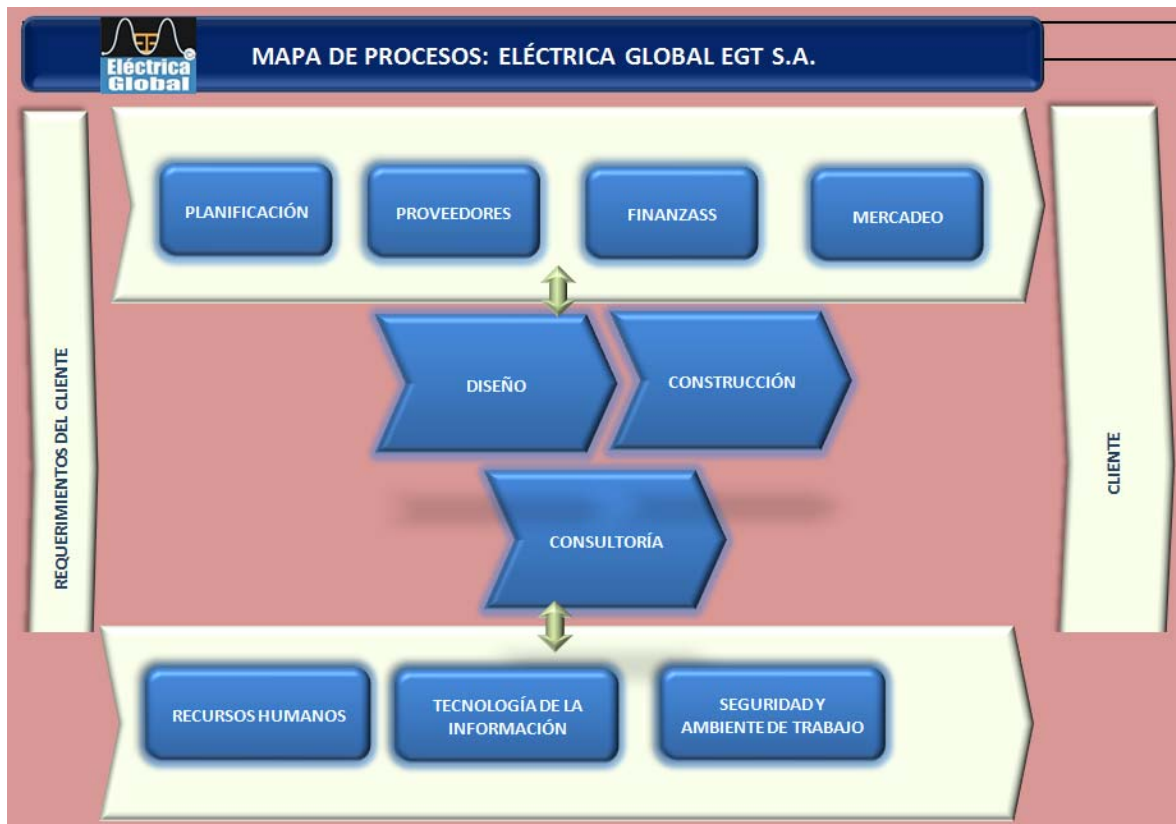 Eléctrica
Global
MAPA DE PROCESOS: ELÉCTRICA GLOBAL EGT S.A.
PLANIFICACIÓN
PROVEEDORES
FINANZASS
MERCADEO
REQUERIMIENTOS DEL CLIENTE
DISEÑO
CONSTRUCCIÓN
CLIENTE
CONSULTORÍA
RECURSOS HUMANOS
TECNOLOGÍA DE LA
INFORMACIÓN
SEGURIDAD Y
AMBIENTE DE TRABAJO